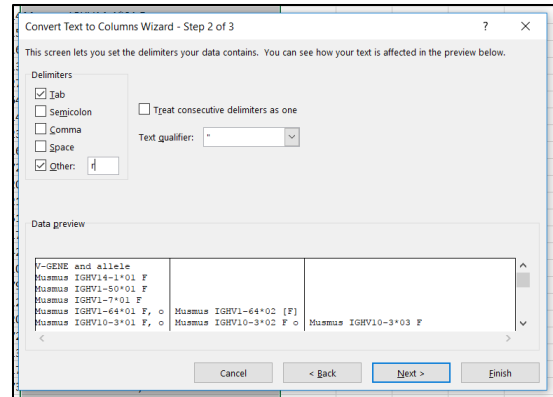 Convert Text to Columns Wizard - Step 2 of 3 ? ×
This screen lets you set the delimiters your data contains. You can see how your text is affected in the preview below.
Delimiters
Tab
Semicolon
Comma
Space
Other: r
Treat consecutive delimiters as one
Text qualifier: "
Data preview
V-GENE and allele
Musmus IGHV14-1*01 F
Musmus IGHV1-50*01 F
Musmus IGHV1-7*01 F
Musmus IGHV1-64*01 F, o Musmus IGHV1-64*02 [F]
Musmus IGHV10-3*01 F, o Musmus IGHV10-3*02 F o Musmus IGHV10-3*03 F
Cancel < Back Next > Finish